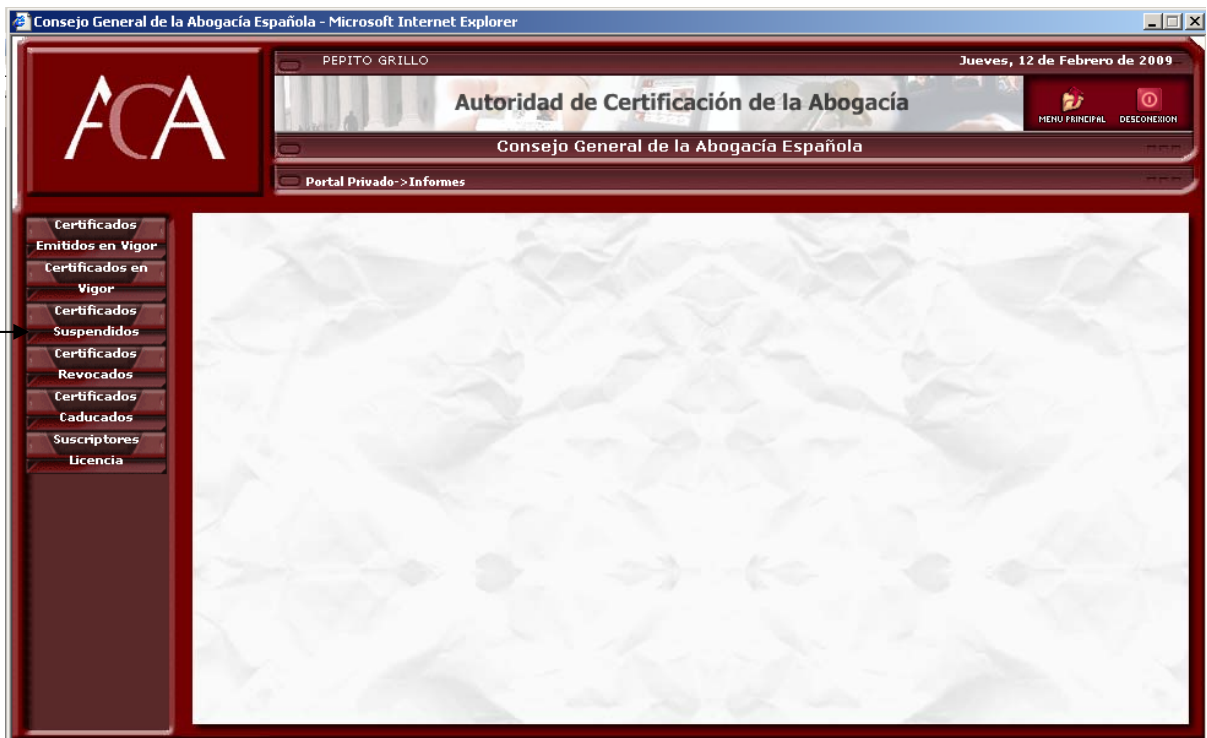 Consejo General de la Abogacía Española - Microsoft Internet Explorer
ACA
PEPITO GRILLO
Jueves, 12 de Febrero de 2009
Autoridad de Certificación de la Abogacía
MENU PRINCIPAL
DESCONEXION
Consejo General de la Abogacía Española
Portal Privado->Informes
Certificados
Emitidos en Vigor
Certificados en
Vigor
Certificados
Suspendidos
Certificados
Revocados
Certificados
Caducados
Suscriptores
Licencia